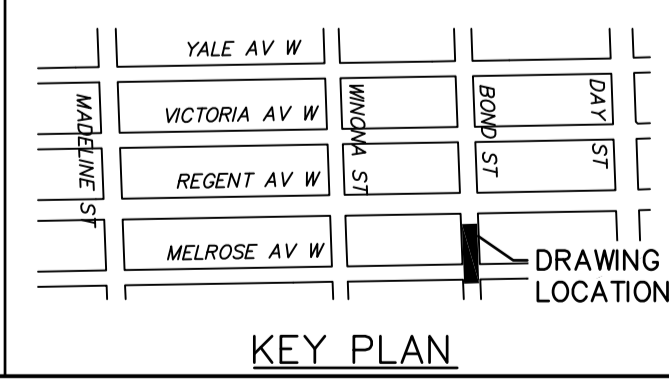 YALE AV W
MADELINE ST
VICTORIA AV W
WINONA ST
BOND ST
DAY ST
REGENT AV W
MELROSE AV W
DRAWING
LOCATION
KEY PLAN